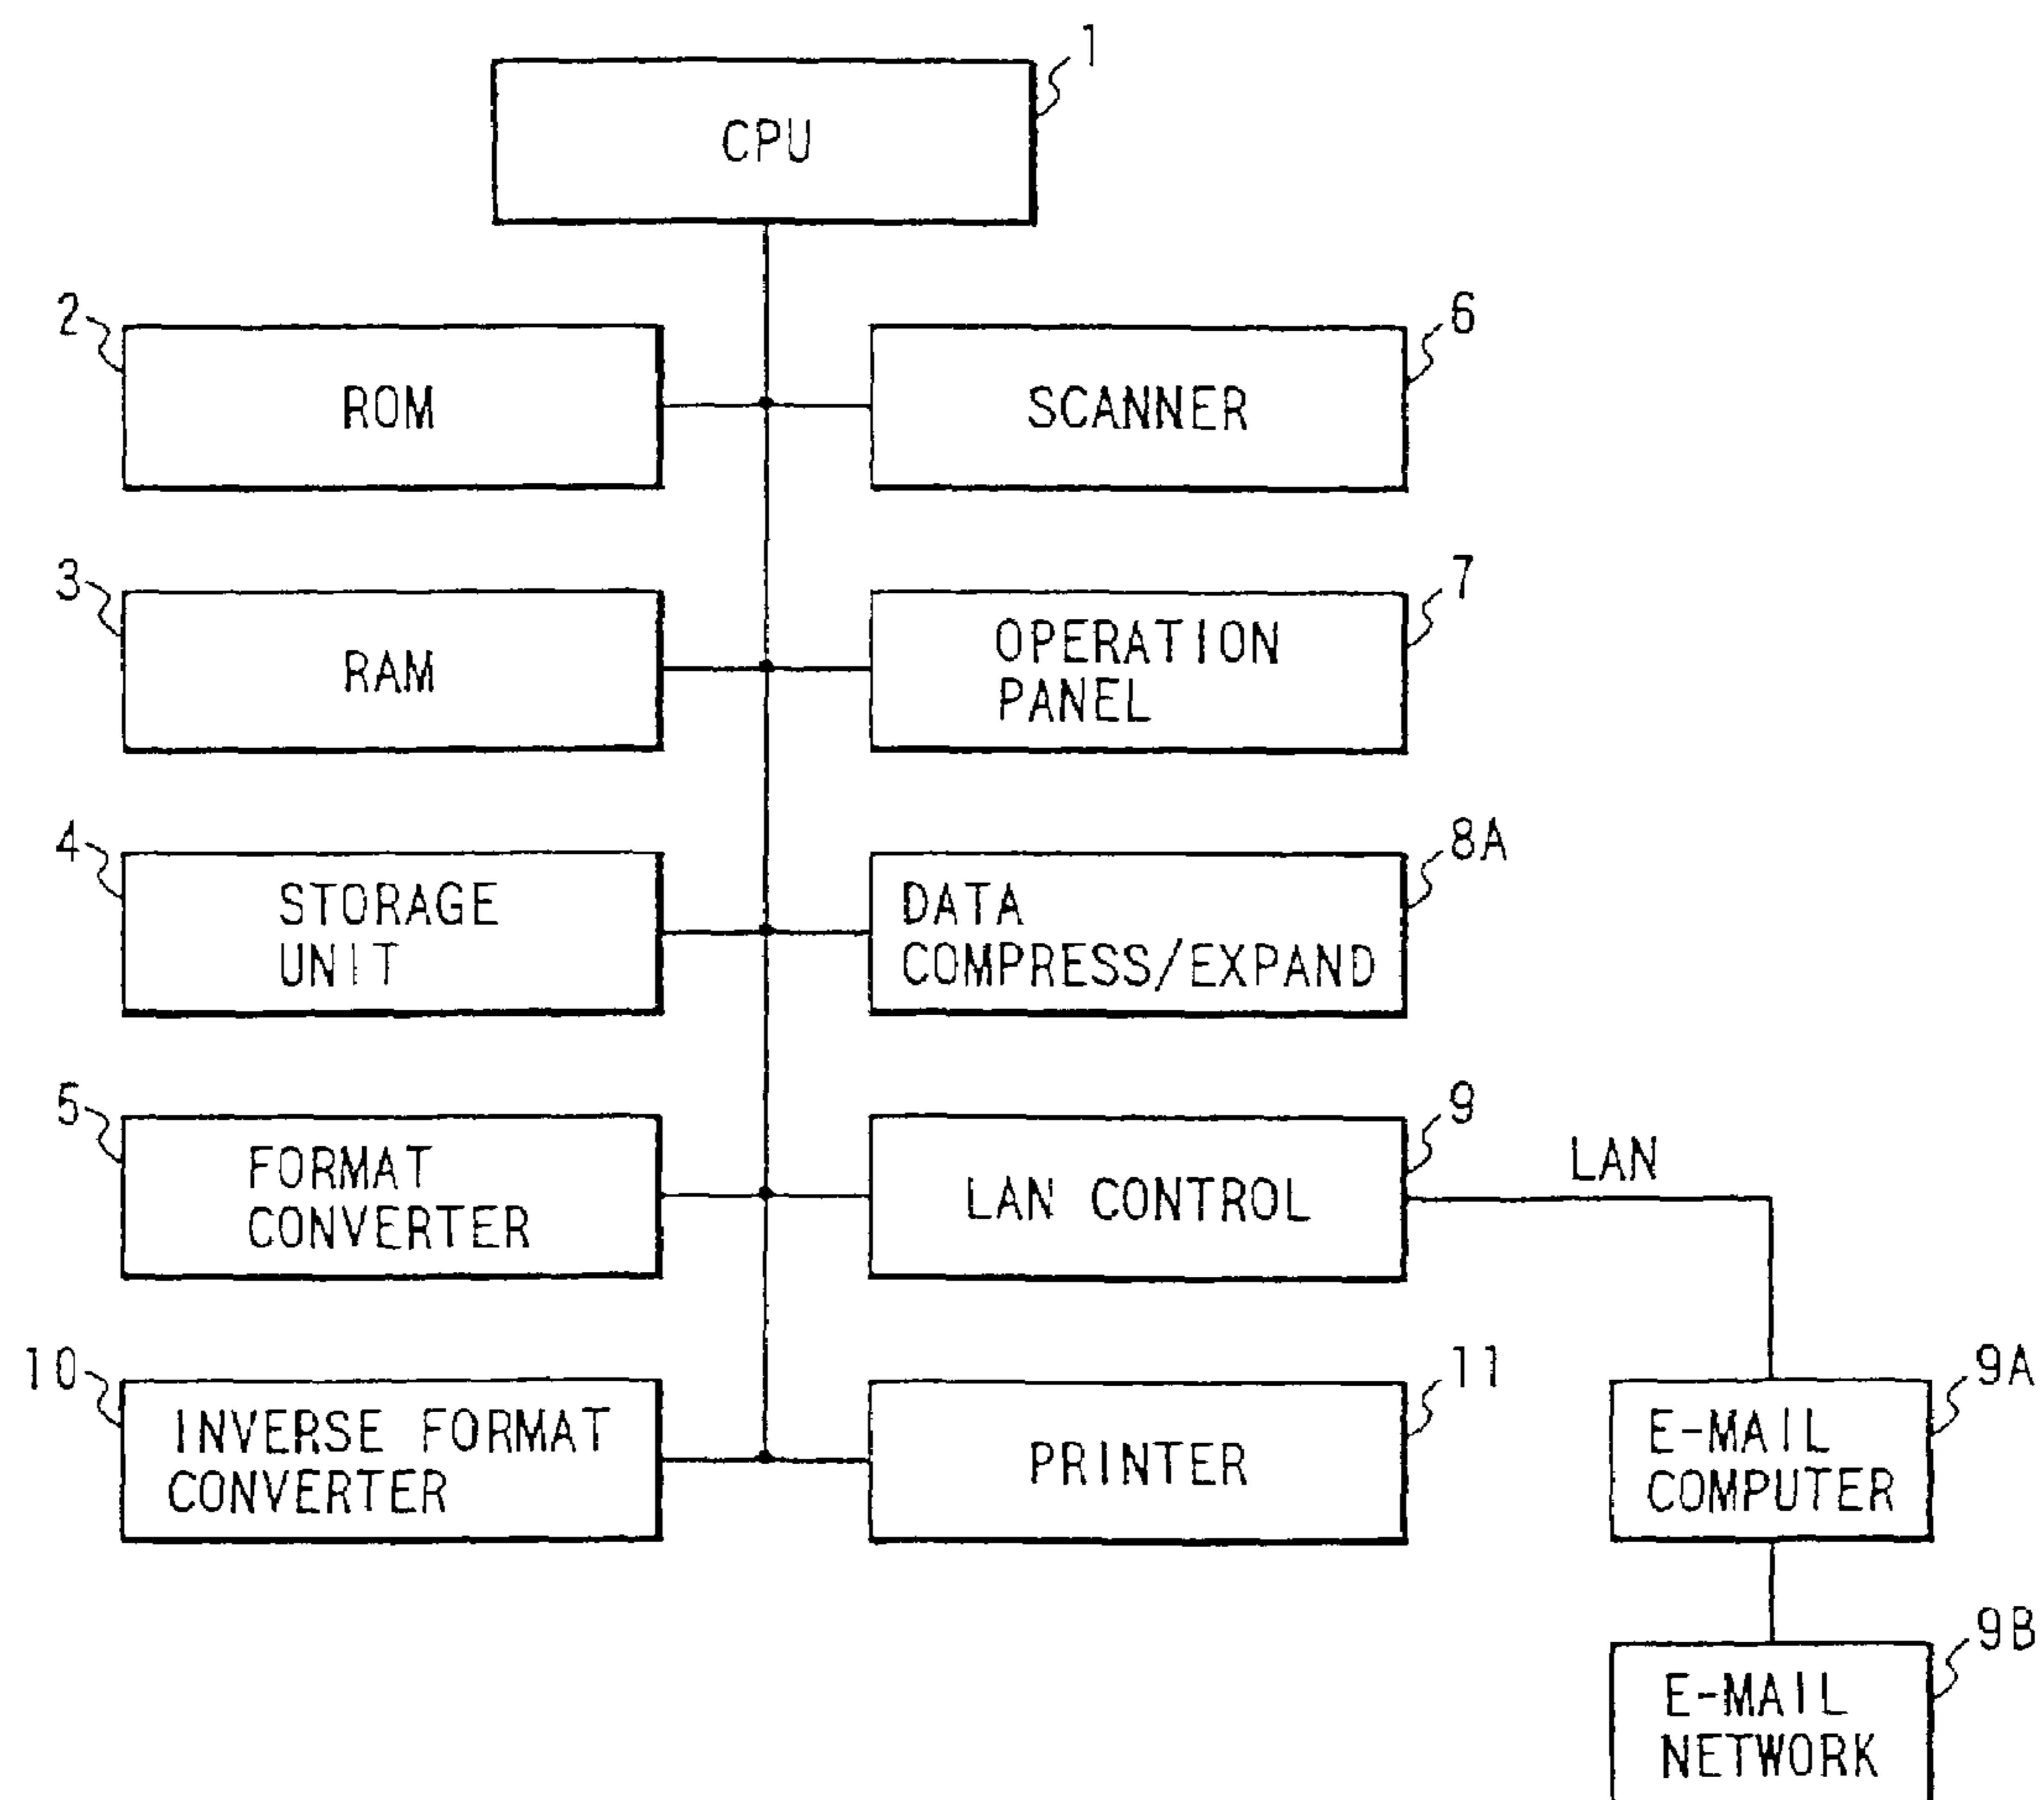 1
CPU
2
ROM
6
SCANNER
3
RAM
7
OPERATION
PANEL
4
STORAGE
UNIT
8A
DATA
COMPRESS/EXPAND
5
FORMAT
CONVERTER
9
LAN CONTROL
LAN
10
INVERSE FORMAT
CONVERTER
11
PRINTER
9A
E-MAIL
COMPUTER
9B
E-MAIL
NETWORK